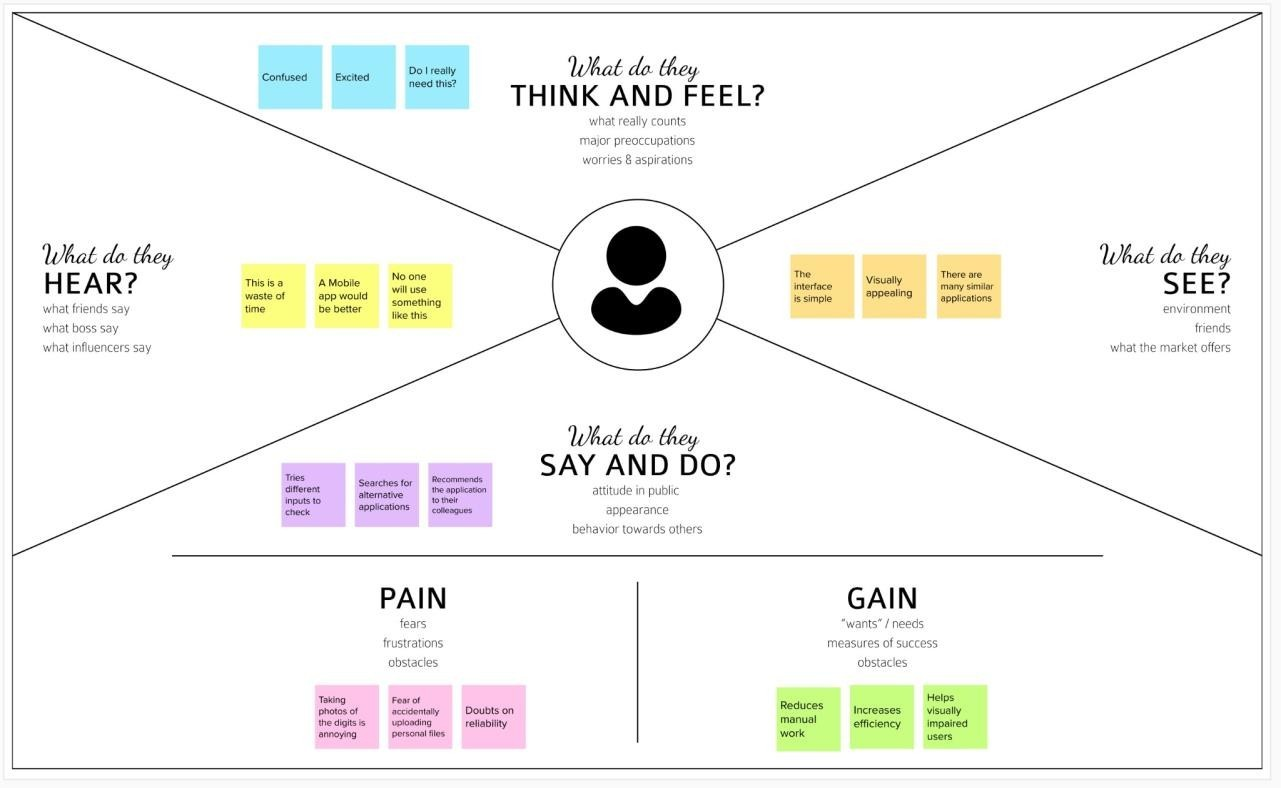 Confused
Excited
Do I really
need this?
What do they
THINK AND FEEL?
what really counts
major preoccupations
worries & aspirations
What do they
HEAR?
what friends say
what boss say
what influencers say
This is a
waste of
time
A Mobile
app would
be better
No one
will use
something
like this
The
interface
is simple
Visually
appealing
There are
many similar
applications
What do they
SEE?
environment
friends
what the market offers
What do they
SAY AND DO?
attitude in public
appearance
behavior towards others
Tries
different
inputs to
check
Searches for
alternative
applications
Recommends
the application
to their
colleagues
PAIN
fears
frustrations
obstacles
Taking
photos of
the digits is
annoying
Fear of
accidentally
uploading
personal files
Doubts on
reliability
GAIN
"wants" / needs
measures of success
obstacles
Reduces
manual
work
Increases
efficiency
Helps
visually
impaired
users